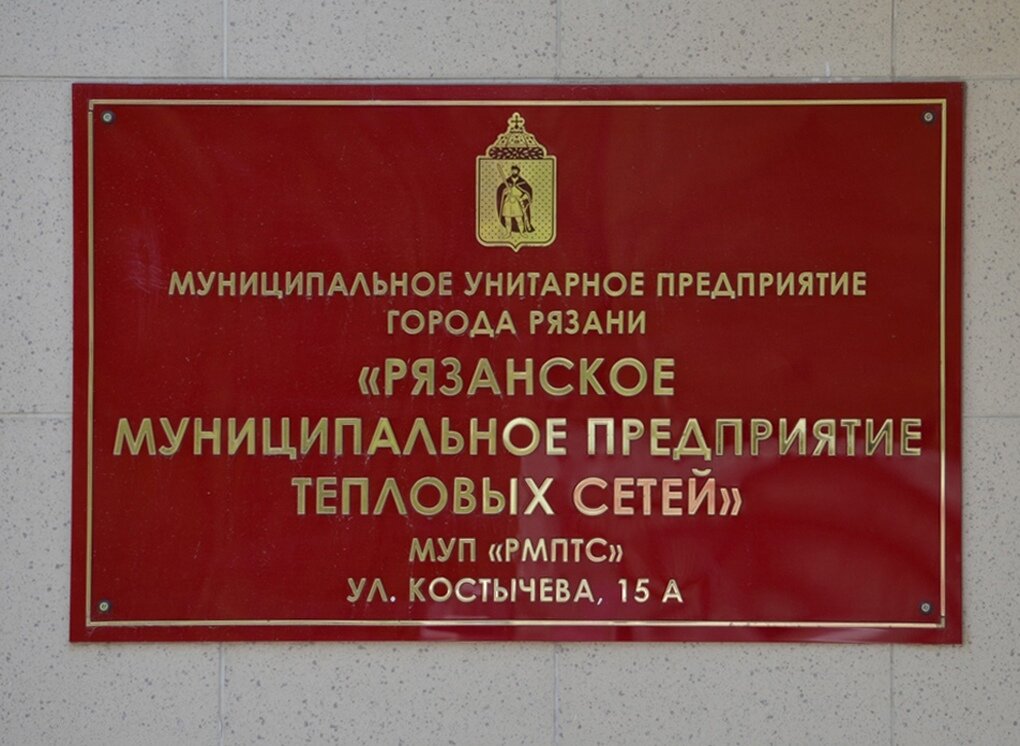 МУНИЦИПАЛЬНОЕ УНИТАРНОЕ ПРЕДПРИЯТИЕ
ГОРОДА РЯЗАНИ
«РЯЗАНСКОЕ
МУНИЦИПАЛЬНОЕ ПРЕДПРИЯТИЕ
ТЕПЛОВЫХ СЕТЕЙ»
МУП «РМПТС»
УЛ. КОСТЫЧЕВА, 15 А